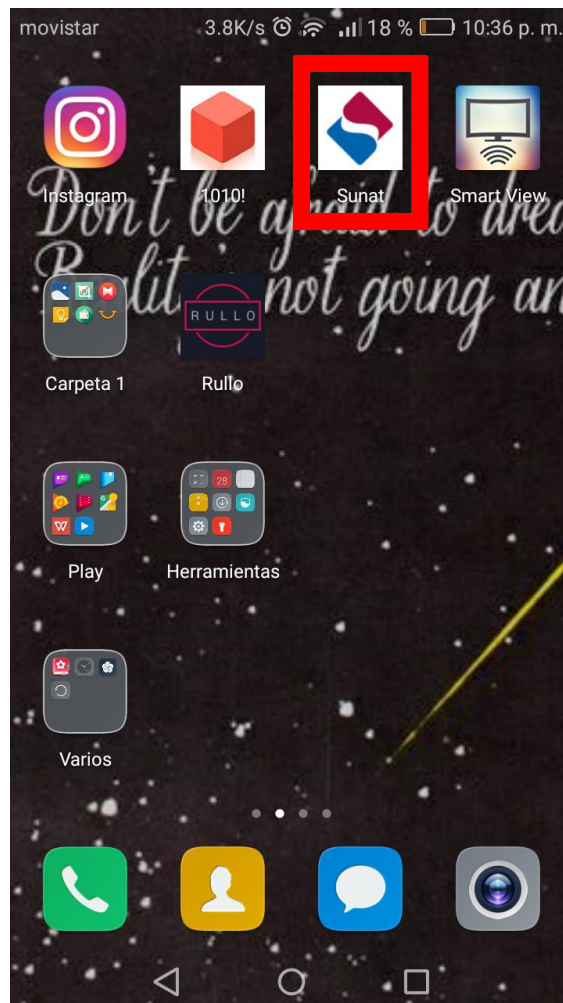 movistar 3.8K/s 18 % 10:36 p. m.
Instagram 1010! Sunat Smart View
Don't be afraid to
not going an
RULLO
Carpeta 1 Rullo
28
Play Herramientas
Varios